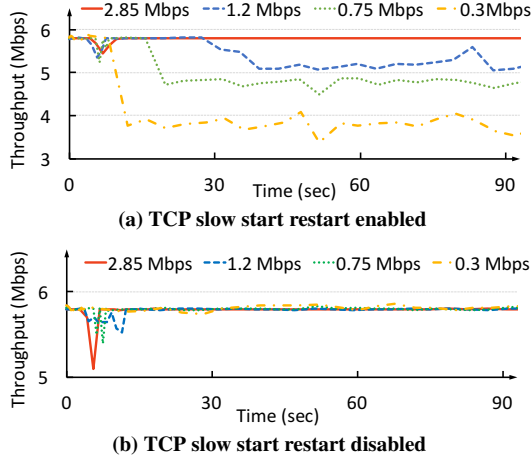 2.85 Mbps 1.2 Mbps 0.75 Mbps 0.3Mbps
Throughput (Mbps)
6
5
4
3
0 30 60 90
Time (sec)
(a) TCP slow start restart enabled
2.85 Mbps 1.2 Mbps 0.75 Mbps 0.3 Mbps
Throughput (Mbps)
6
5
0 30 60 90
Time (sec)
(b) TCP slow start restart disabled